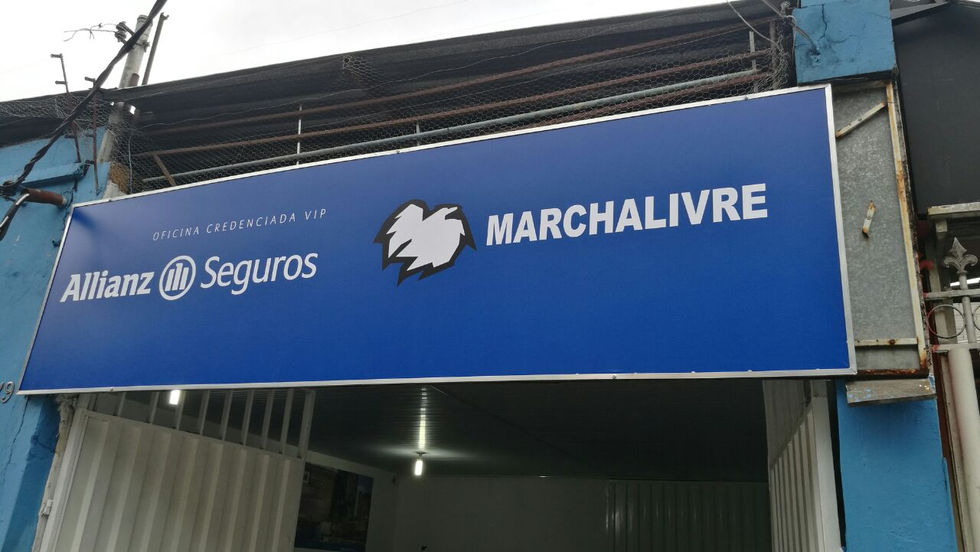 OFICINA CREDENCIADA VIP
Allianz Seguros
MARCHALIVRE